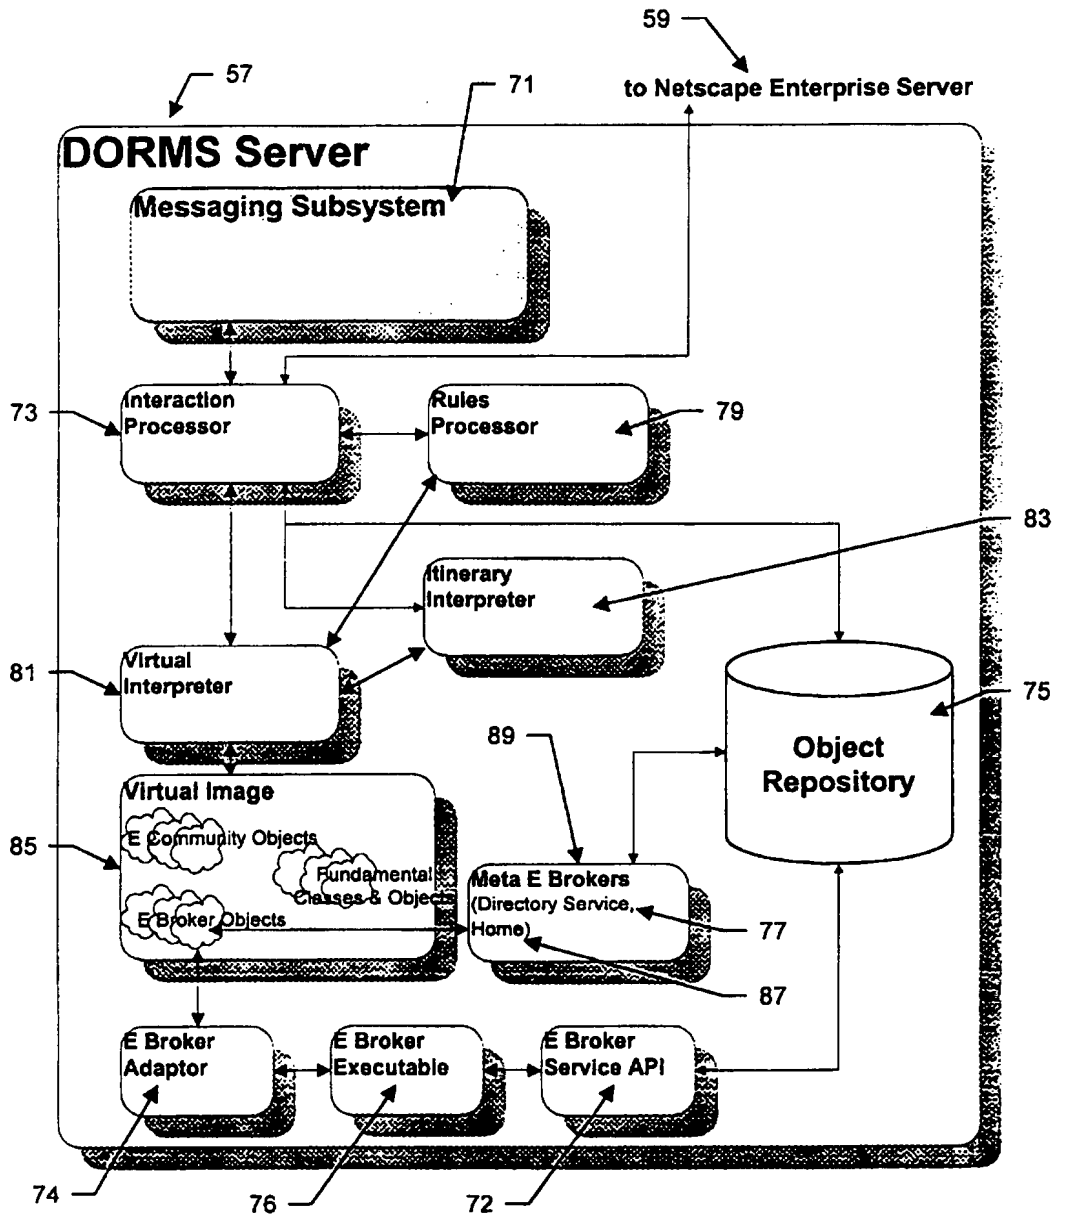 59
57
71
to Netscape Enterprise Server
DORMS Server
Messaging Subsystem
73
Interaction
Processor
Rules
Processor
79
83
Itinerary
Interpreter
81
Virtual
Interpreter
75
89
Object
Repository
Virtual Image
85
E Community Objects
Fundamental
Classes & Objects
E Broker Objects
Meta E Brokers
(Directory Service,
Home)
77
87
E Broker
Adaptor
E Broker
Executable
E Broker
Service API
74
76
72